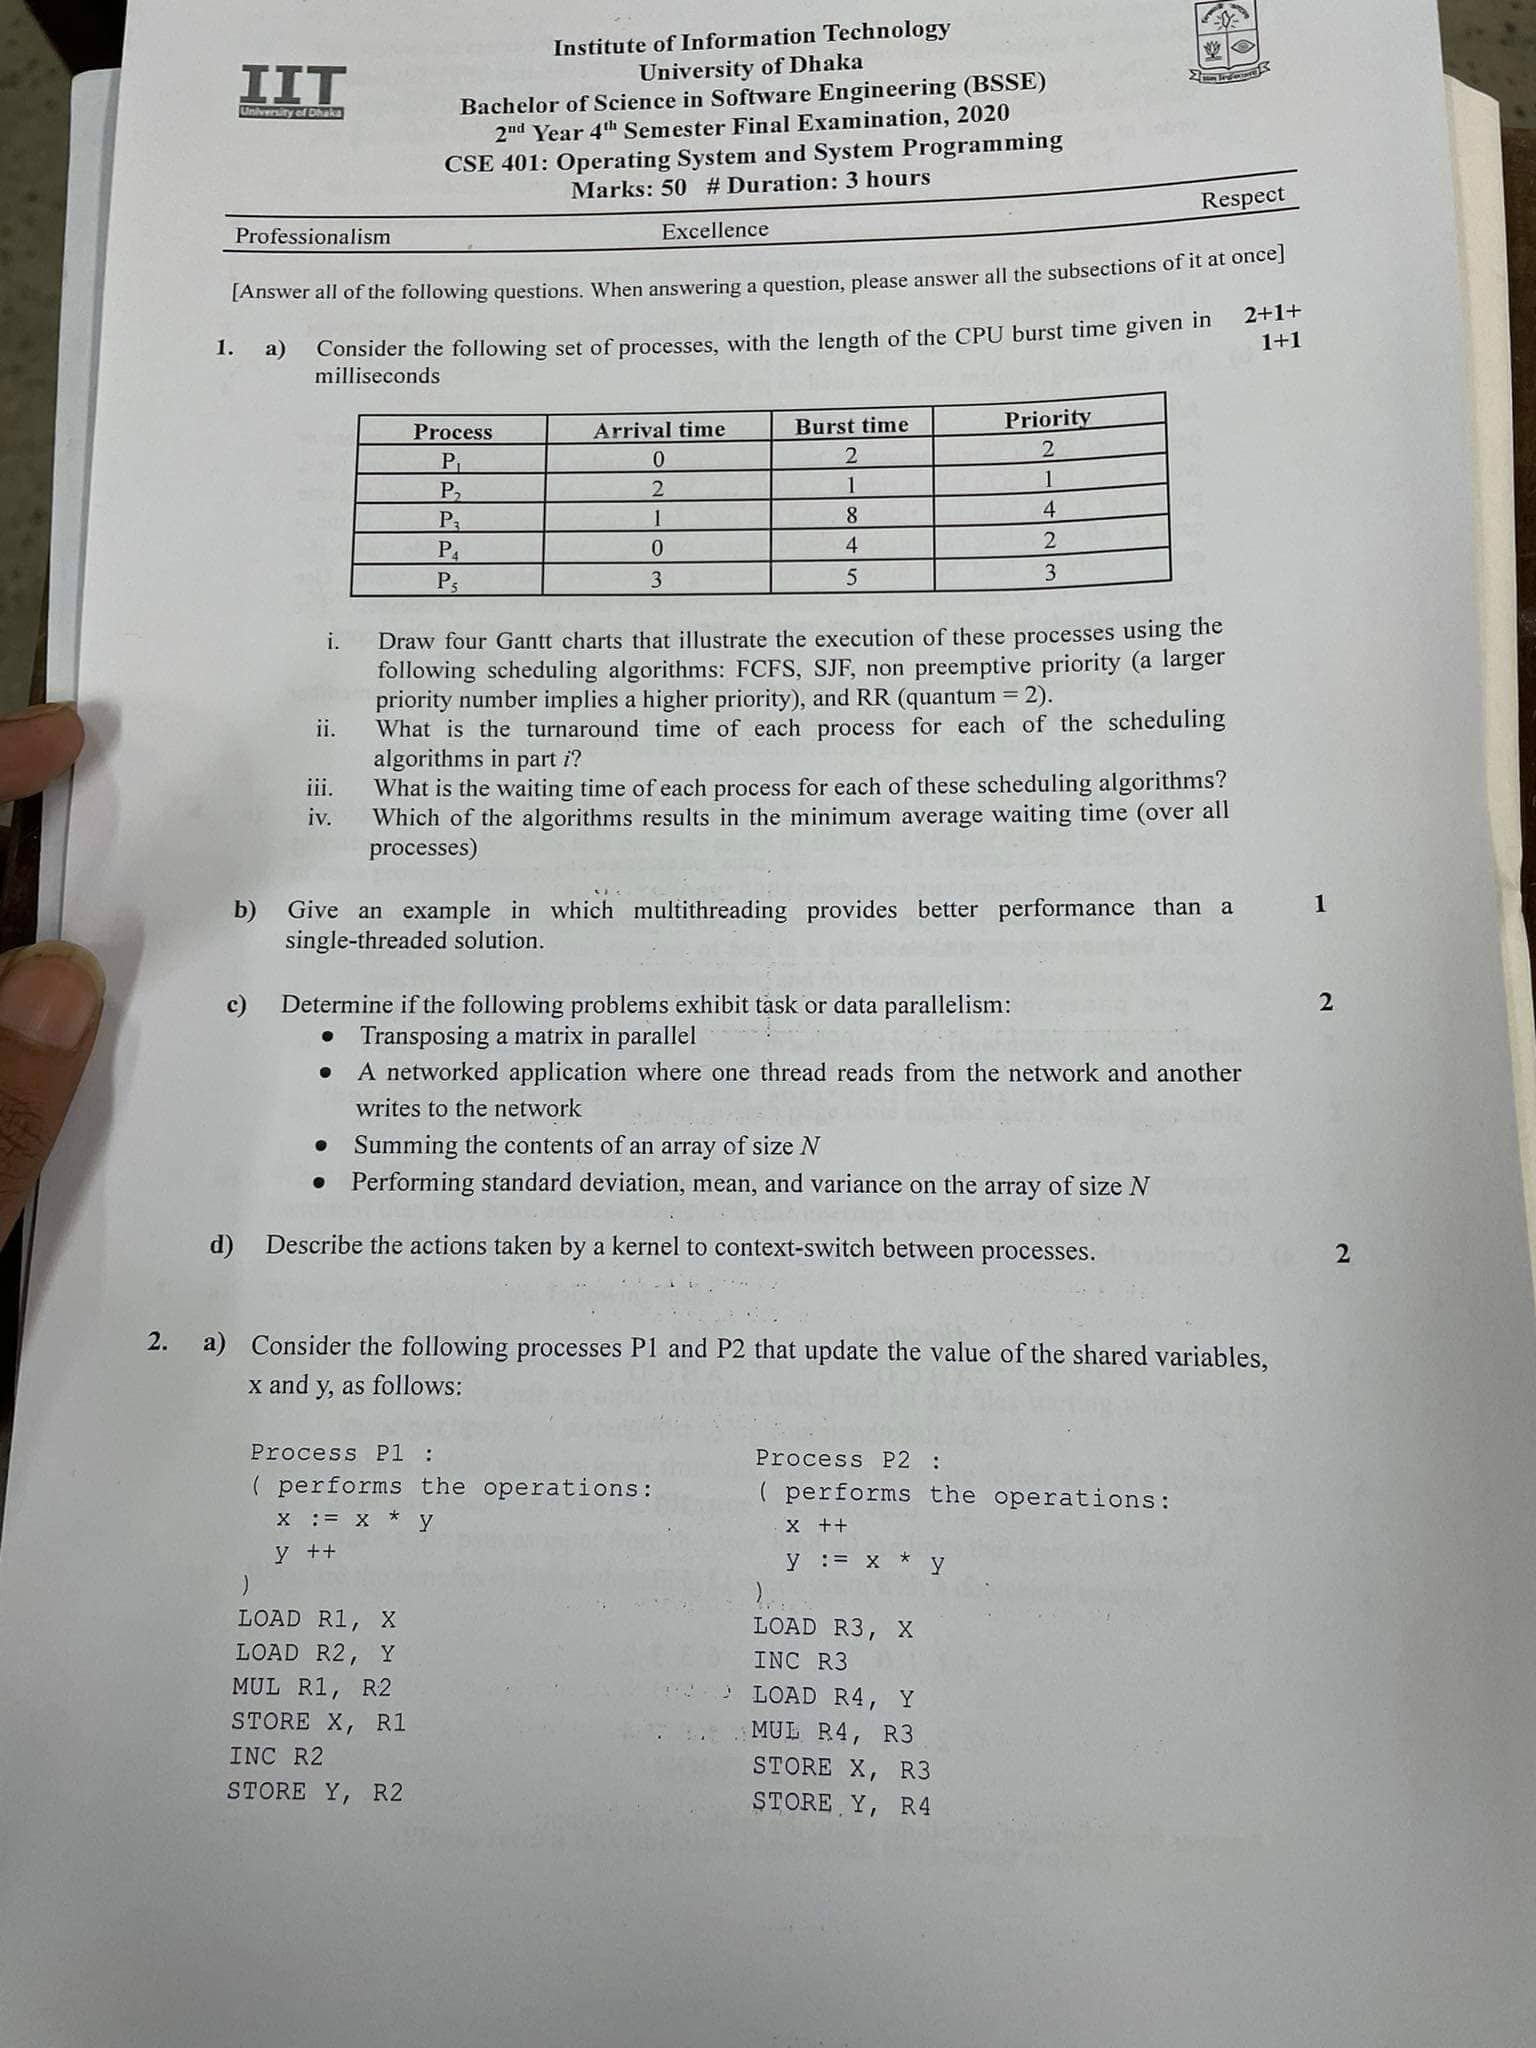 Institute of Information Technology
University of Dhaka
Bachelor of Science in Software Engineering (BSSE)
2nd Year 4th Semester Final Examination, 2020
CSE 401: Operating System and System Programming
Marks: 50 # Duration: 3 hours
IIT
University of Dhaka
Professionalism Excellence Respect
[Answer all of the following questions. When answering a question, please answer all the subsections of it at once]
1. a) Consider the following set of processes, with the length of the CPU burst time given in 2+1+
milliseconds 1+1
Process Arrival time Burst time Priority
P1 0 2 2
P2 2 1 1
P3 1 8 4
P4 0 4 2
P5 3 5 3
i. Draw four Gantt charts that illustrate the execution of these processes using the
following scheduling algorithms: FCFS, SJF, non preemptive priority (a larger
priority number implies a higher priority), and RR (quantum = 2).
ii. What is the turnaround time of each process for each of the scheduling
algorithms in part i?
iii. What is the waiting time of each process for each of these scheduling algorithms?
iv. Which of the algorithms results in the minimum average waiting time (over all
processes)
b) Give an example in which multithreading provides better performance than a 1
single-threaded solution.
c) Determine if the following problems exhibit task or data parallelism: 2
• Transposing a matrix in parallel
• A networked application where one thread reads from the network and another
writes to the network
• Summing the contents of an array of size N
• Performing standard deviation, mean, and variance on the array of size N
d) Describe the actions taken by a kernel to context-switch between processes. 2
2. a) Consider the following processes P1 and P2 that update the value of the shared variables,
x and y, as follows:
Process P1 :
( performs the operations:
x := x * y
y ++
)
LOAD R1, X
LOAD R2, Y
MUL R1, R2
STORE X, R1
INC R2
STORE Y, R2
Process P2 :
( performs the operations:
x ++
y := x * y
)
LOAD R3, X
INC R3
LOAD R4, Y
MUL R4, R3
STORE X, R3
STORE Y, R4